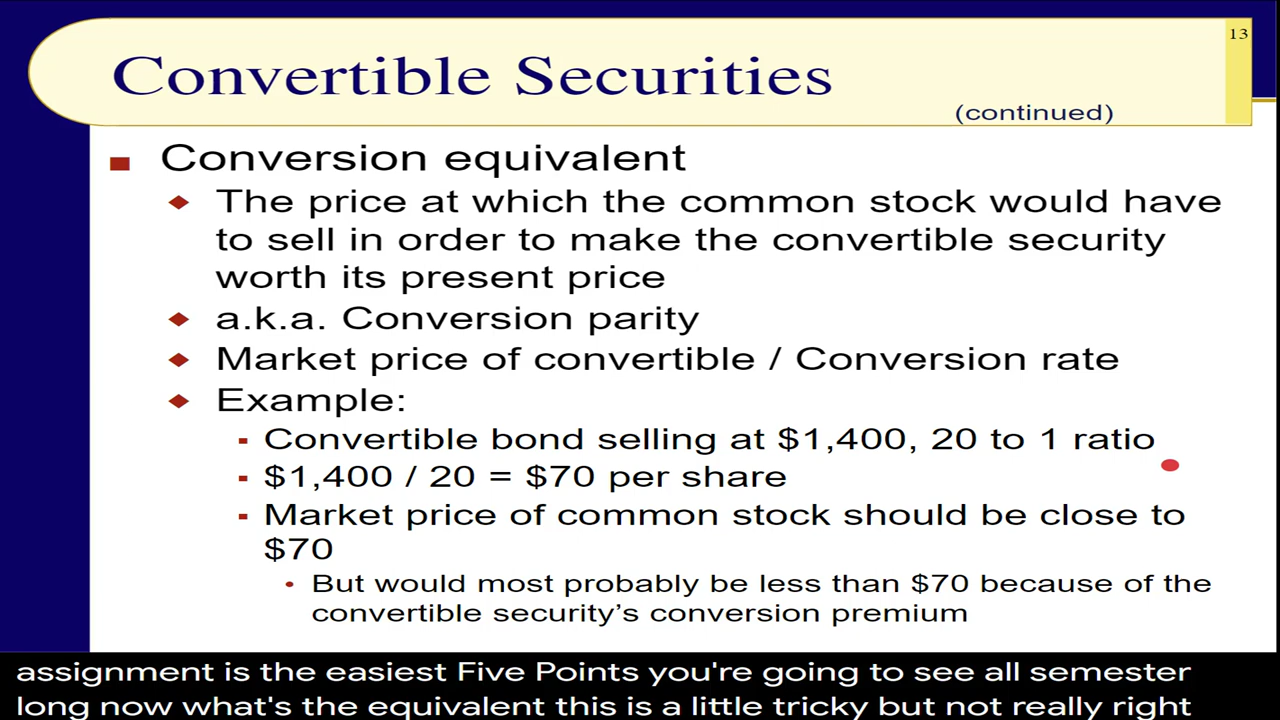 13
Convertible Securities
(continued)
Conversion equivalent
The price at which the common stock would have
to sell in order to make the convertible security
worth its present price
a.k.a. Conversion parity
Market price of convertible / Conversion rate
Example:
Convertible bond selling at $1,400, 20 to 1 ratio
$1,400 / 20 = $70 per share
Market price of common stock should be close to
$70
But would most probably be less than $70 because of the
convertible security’s conversion premium
assignment is the easiest Five Points you're going to see all semester
long now what's the equivalent this is a little tricky but not really right